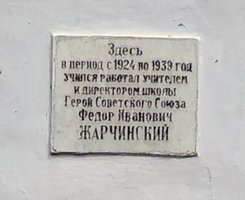 Здесь
в период с 1924 по 1939 год
учился работал учителем
и директором школы
Герой Советского Союза
Федор Иванович
ЖАРЧИНСКИЙ